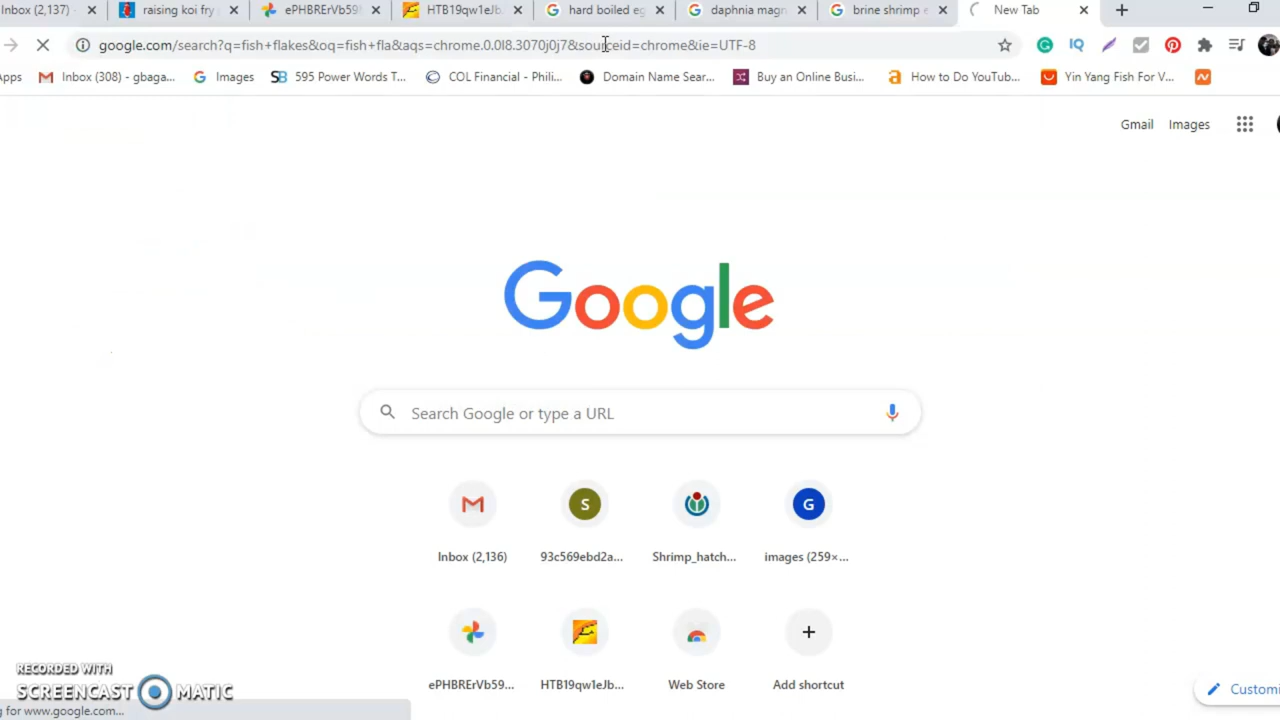 Inbox (2,137)
raising koi fry
ePHBRErVb59
HTB19qw1eJb
hard boiled eg
daphnia magn
brine shrimp e
New Tab
google.com/search?q=fish+flakes&oq=fish+fla&aqs=chrome.0.0l8.3070j0j7&sourceid=chrome&ie=UTF-8
Apps
Inbox (308) - gbaga...
Images
595 Power Words T...
COL Financial - Phili...
Domain Name Sear...
Buy an Online Busi...
How to Do YouTub...
Yin Yang Fish For V...
Gmail
Images
Google
Search Google or type a URL
Inbox (2,136)
93c569ebd2a...
Shrimp_hatch...
images (259×...
ePHBRErVb59...
HTB19qw1eJb...
Web Store
Add shortcut
RECORDED WITH
SCREENCAST MATIC
g for www.google.com...
Customi